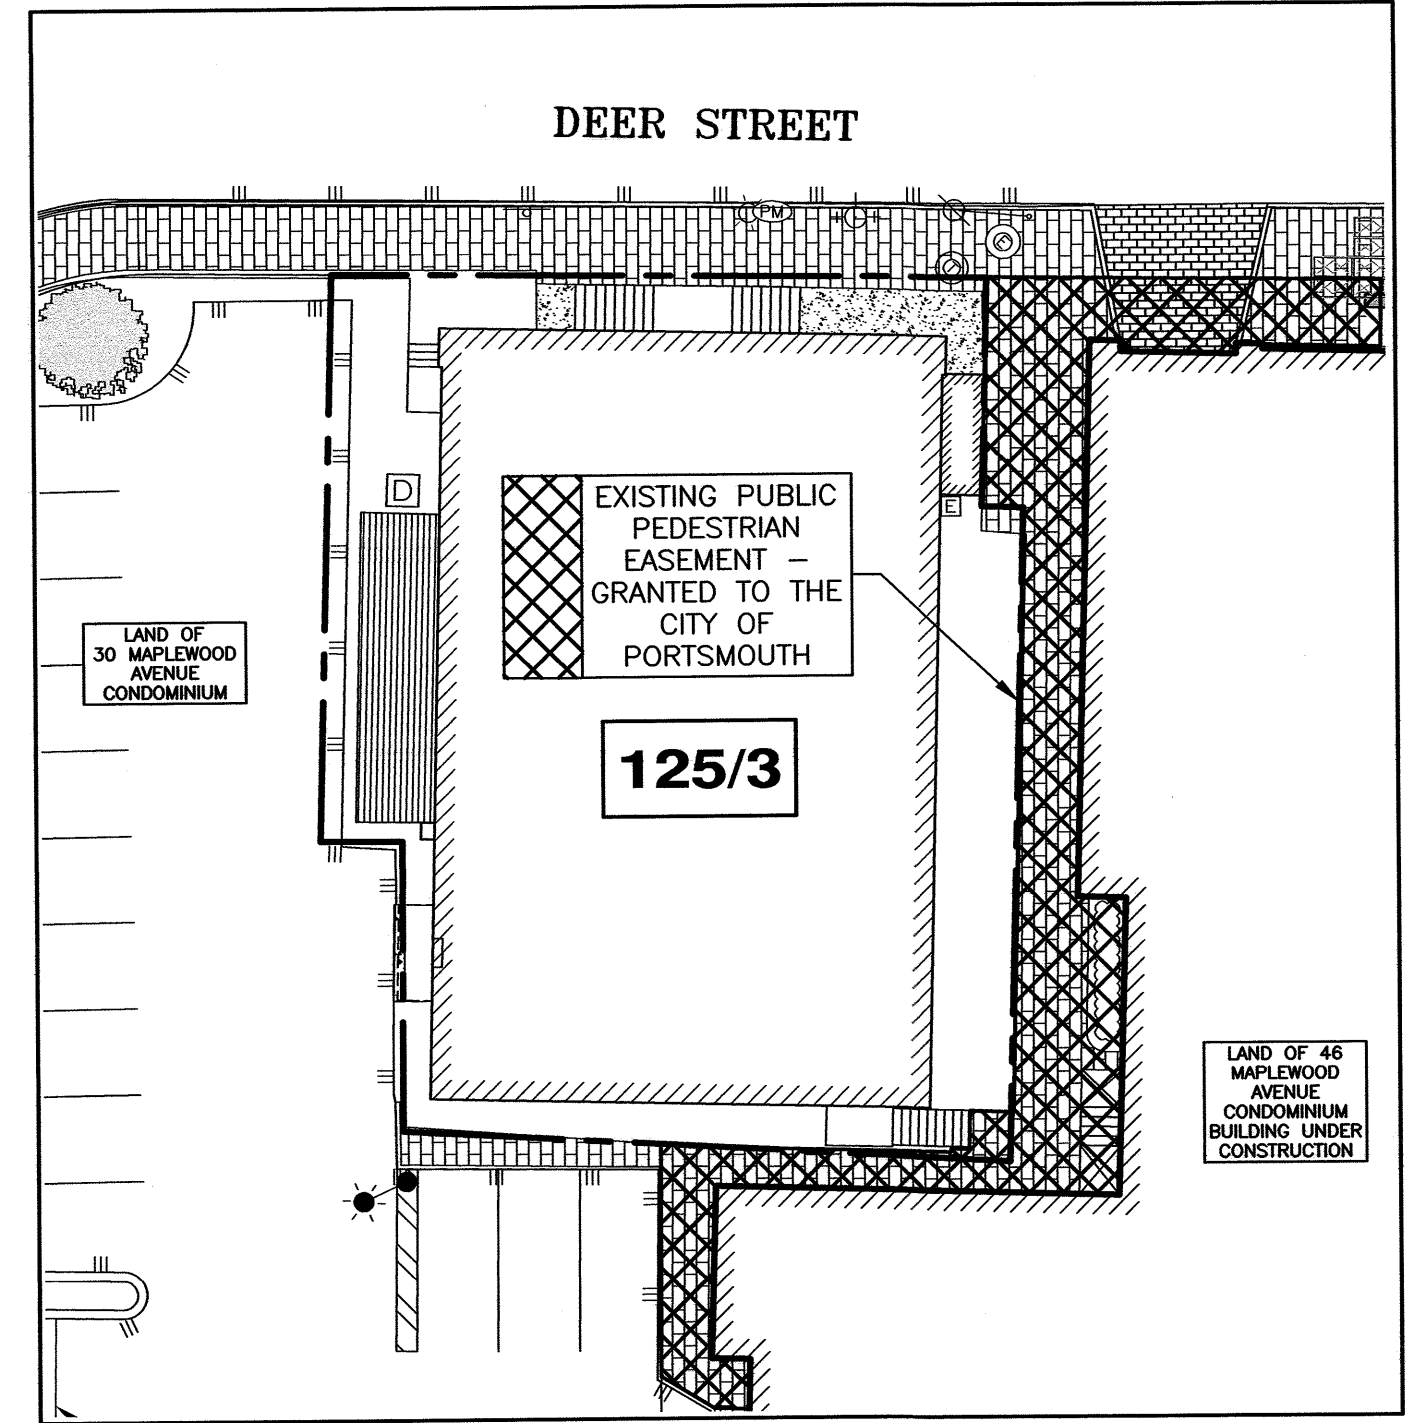 DEER STREET
PM
E
D
E
EXISTING PUBLIC
PEDESTRIAN
EASEMENT –
GRANTED TO THE
CITY OF
PORTSMOUTH
LAND OF
30 MAPLEWOOD
AVENUE
CONDOMINIUM
125/3
LAND OF 46
MAPLEWOOD
AVENUE
CONDOMINIUM
BUILDING UNDER
CONSTRUCTION